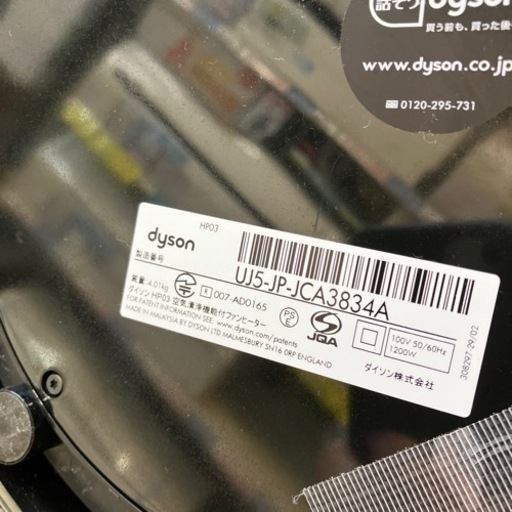 話そう dyson
買う前も、買った後
www.dyson.co.jp
0120-295-731
dyson
HP03
製造番号
UJ5-JP-JCA3834A
質量:4.01kg
R 007-AD0165
PS E
JQA
100V 50/60Hz
1200W
ダイソン HP03 空気清浄機能付ファンヒーター
FOR PATENT INFORMATION SEE: www.dyson.com/patents
MADE IN MALAYSIA BY DYSON LTD MALMESBURY SN16 0RP ENGLAND
ダイソン株式会社
308297-29-02